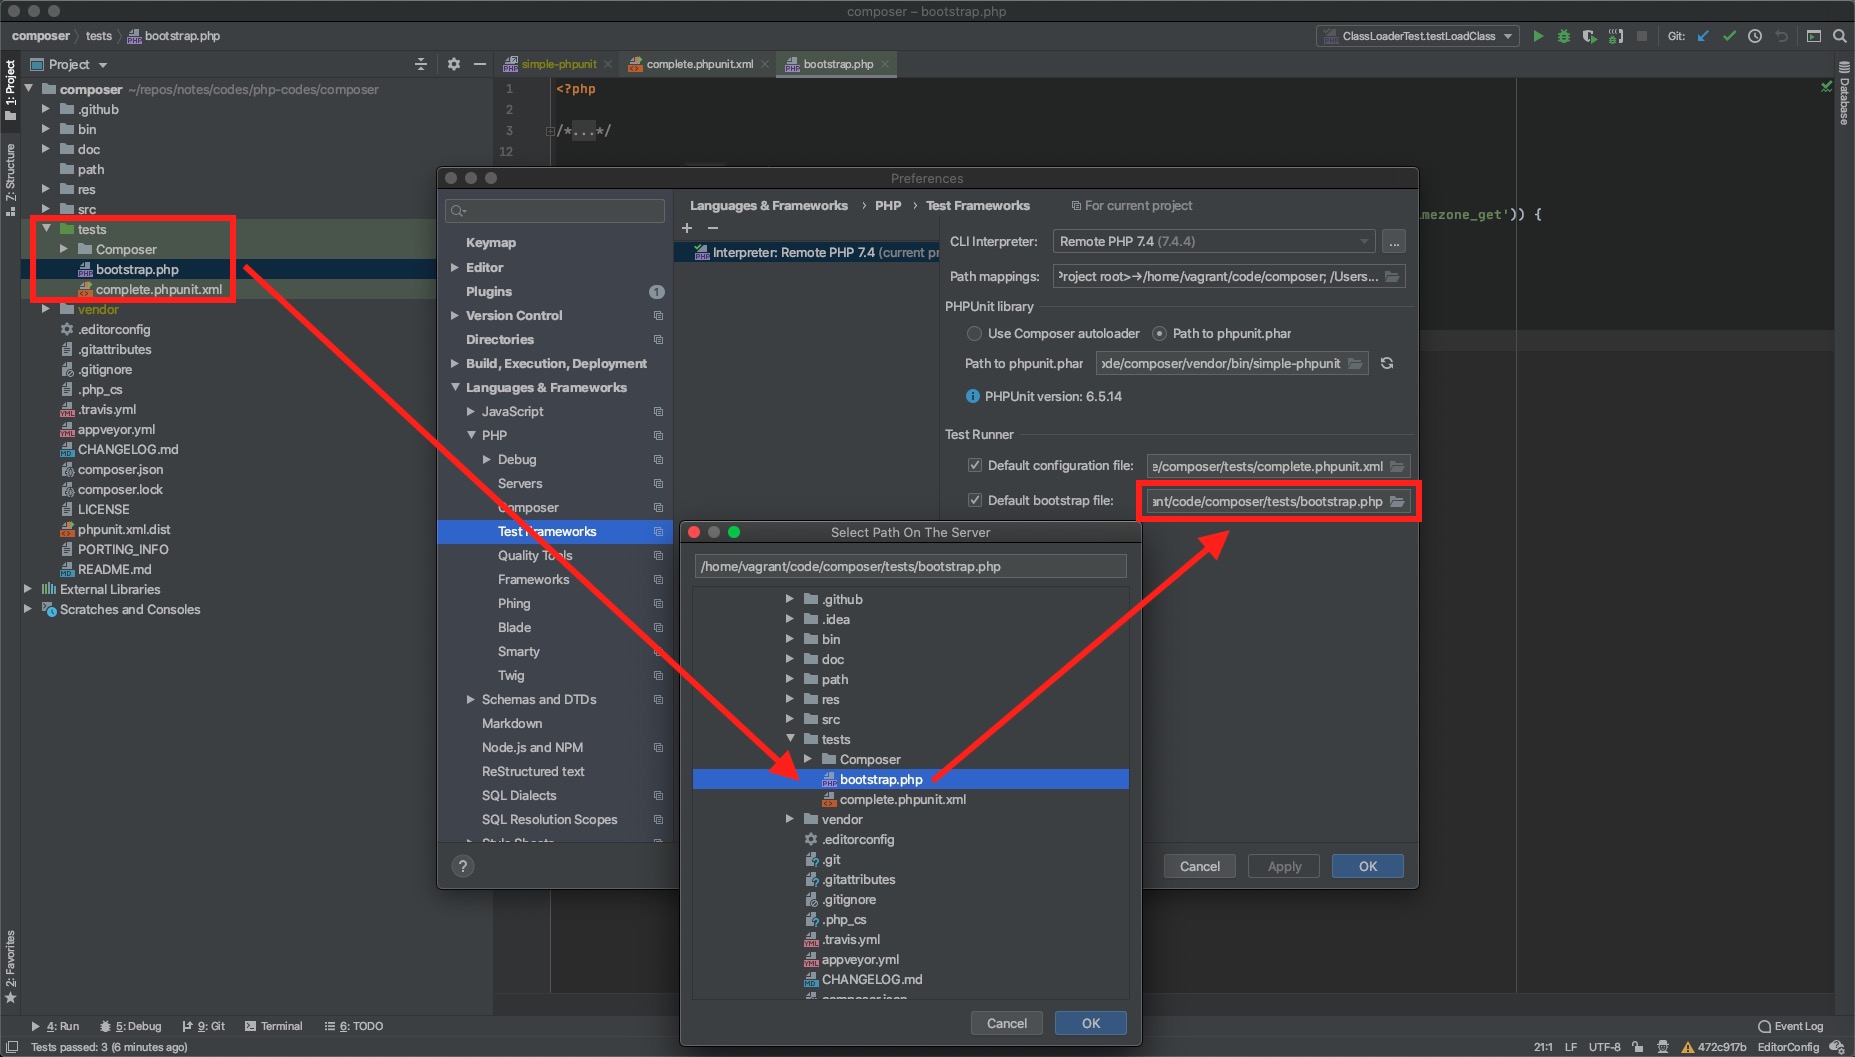 composer – bootstrap.php
composer tests bootstrap.php
ClassLoaderTest.testLoadClass Git:
1: Project
Z: Structure
2: Favorites
Database
Project
composer ~/repos/notes/codes/php-codes/composer
.github
bin
doc
path
res
src
tests
Composer
bootstrap.php
complete.phpunit.xml
vendor
.editorconfig
.gitattributes
.gitignore
.php_cs
.travis.yml
appveyor.yml
CHANGELOG.md
composer.json
composer.lock
LICENSE
phpunit.xml.dist
PORTING_INFO
README.md
External Libraries
Scratches and Consoles
simple-phpunit complete.phpunit.xml bootstrap.php
1 <?php
2
3 /*...*/
12
mezone_get')) {
Preferences
Keymap
Editor
Plugins 1
Version Control
Directories
Build, Execution, Deployment
Languages & Frameworks
JavaScript
PHP
Debug
Servers
Composer
Test Frameworks
Quality Tools
Frameworks
Phing
Blade
Smarty
Twig
Schemas and DTDs
Markdown
Node.js and NPM
ReStructured text
SQL Dialects
SQL Resolution Scopes
Style Sheets
?
Languages & Frameworks › PHP › Test Frameworks For current project
+ −
Interpreter: Remote PHP 7.4 (current pr
CLI Interpreter: Remote PHP 7.4 (7.4.4) ...
Path mappings: Project root>→/home/vagrant/code/composer; /Users...
PHPUnit library
Use Composer autoloader Path to phpunit.phar
Path to phpunit.phar ode/composer/vendor/bin/simple-phpunit
PHPUnit version: 6.5.14
Test Runner
Default configuration file: e/composer/tests/complete.phpunit.xml
Default bootstrap file: ant/code/composer/tests/bootstrap.php
Cancel Apply OK
Select Path On The Server
/home/vagrant/code/composer/tests/bootstrap.php
.github
.idea
bin
doc
path
res
src
tests
Composer
bootstrap.php
complete.phpunit.xml
vendor
.editorconfig
.git
.gitattributes
.gitignore
.php_cs
.travis.yml
appveyor.yml
CHANGELOG.md
composer.json
Cancel OK
4: Run 5: Debug 9: Git Terminal 6: TODO Event Log
Tests passed: 3 (6 minutes ago) 21:1 LF UTF-8 472c917b EditorConfig